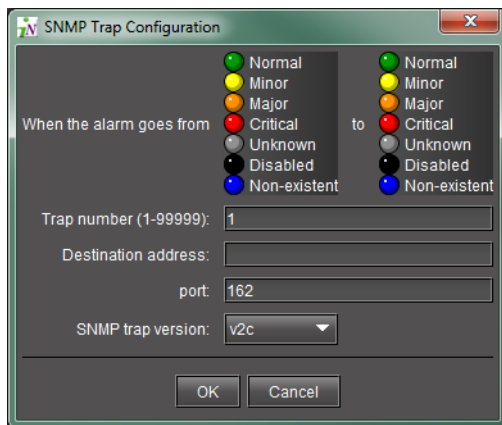 SNMP Trap Configuration
When the alarm goes from
Normal
Minor
Major
Critical
Unknown
Disabled
Non-existent
to
Normal
Minor
Major
Critical
Unknown
Disabled
Non-existent
Trap number (1-99999): 1
Destination address:
port: 162
SNMP trap version: v2c
OK Cancel